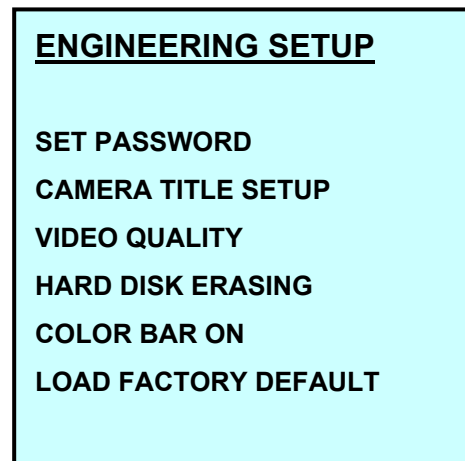 ENGINEERING SETUP
SET PASSWORD
CAMERA TITLE SETUP
VIDEO QUALITY
HARD DISK ERASING
COLOR BAR ON
LOAD FACTORY DEFAULT